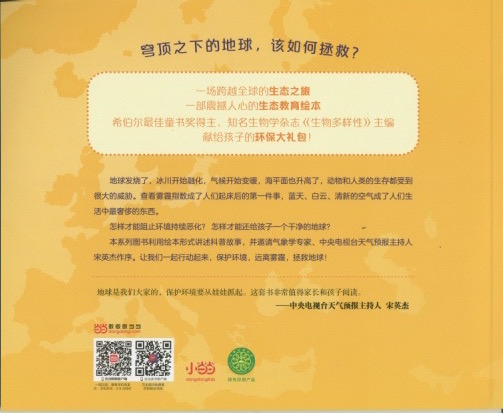 穹顶之下的地球，该如何拯救？
一场跨越全球的生态之旅
一部震撼人心的生态教育绘本
希伯尔最佳童书奖得主、知名生物学杂志《生物多样性》主编
献给孩子的环保大礼包！
地球发烧了，冰川开始融化，气候开始变暖，海平面也升高了，动物和人类的生存都受到
很大的威胁。查看雾霾指数成了人们起床后的第一件事，蓝天、白云、清新的空气成了人们生
活中最奢侈的东西。
怎样才能阻止环境持续恶化？怎样才能还给孩子一个干净的地球？
本系列图书利用绘本形式讲述科普故事，并邀请气象学专家、中央电视台天气预报主持人
宋英杰作序。让我们一起行动起来，保护环境，远离雾霾，拯救地球！
地球是我们大家的，保护环境要从娃娃抓起。这套书非常值得家长和孩子阅读。
——中央电视台天气预报主持人 宋英杰
当当
敢做敢当当
dangdang.com
小当当
dangdangkids
绿色印刷产品